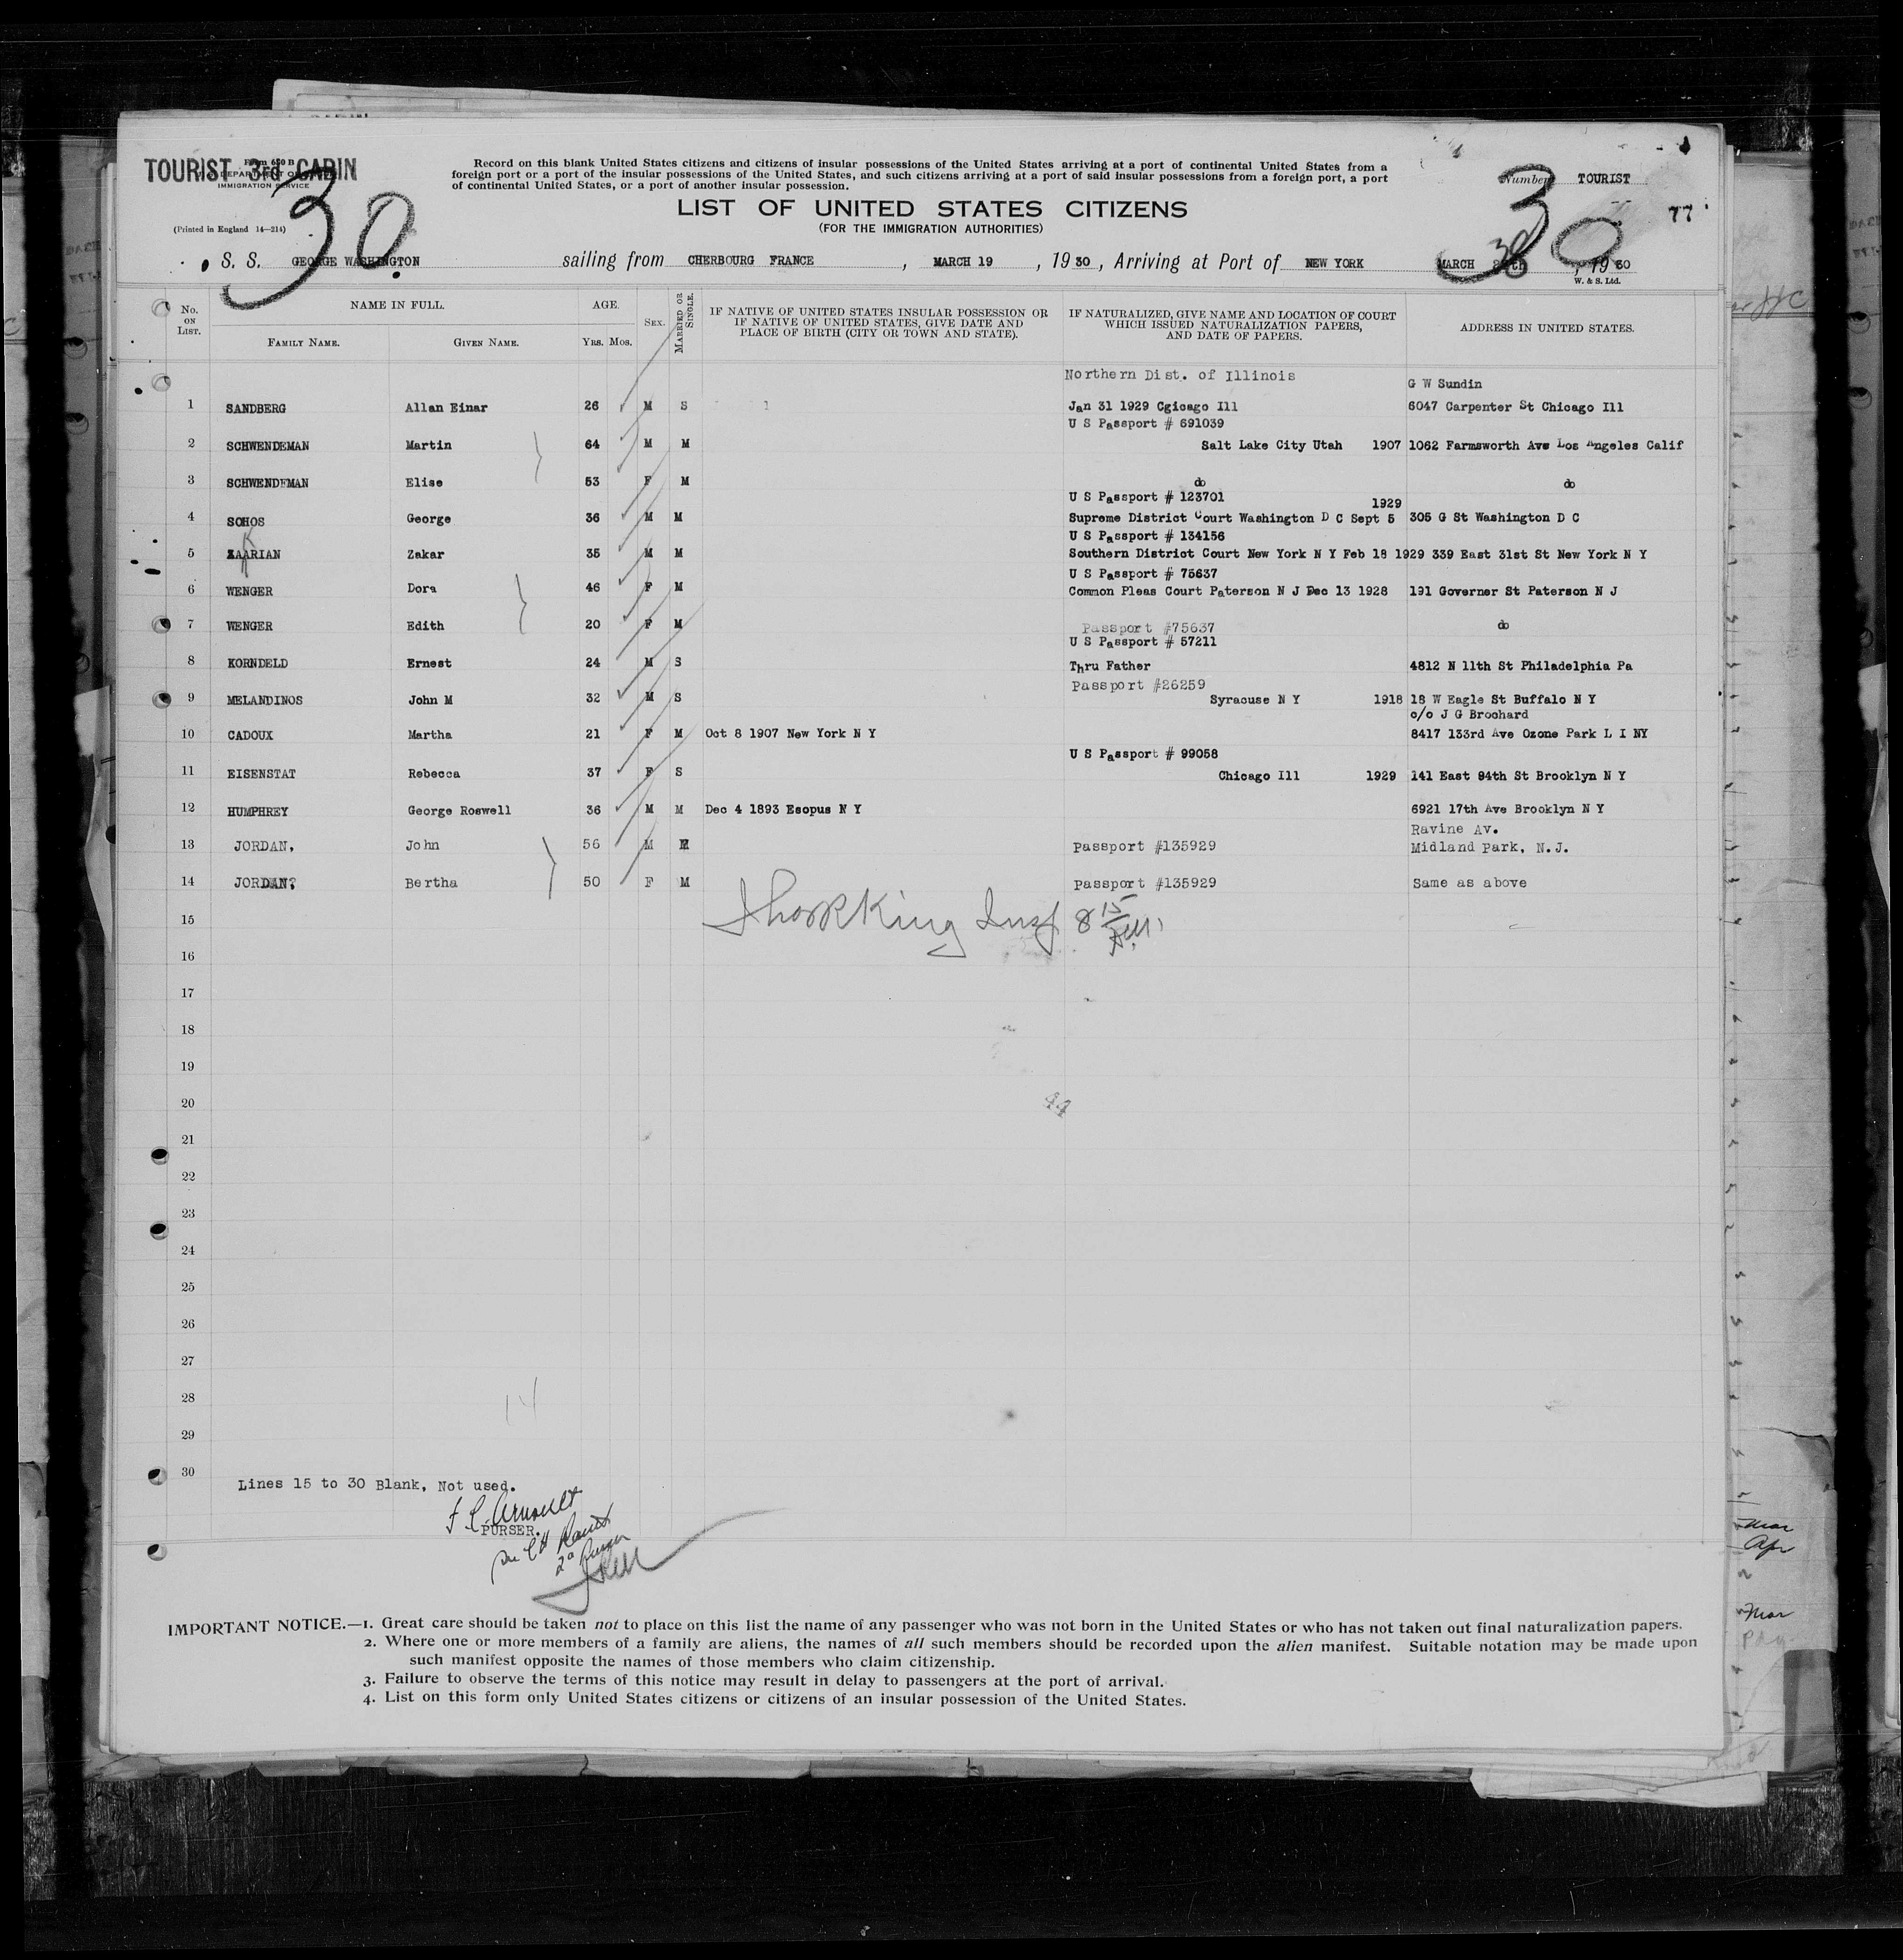 TOURIST 3rd CABIN
Form 630 B
IMMIGRATION SERVICE
(Printed in England 14—214)
30
Record on this blank United States citizens and citizens of insular possessions of the United States arriving at a port of continental United States from a
foreign port or a port of the insular possessions of the United States, and such citizens arriving at a port of said insular possessions from a foreign port, a port
of continental United States, or a port of another insular possession.
Number TOURIST
30
77
LIST OF UNITED STATES CITIZENS
(FOR THE IMMIGRATION AUTHORITIES)
S. S. GEORGE WASHINGTON sailing from CHERBOURG FRANCE, MARCH 19, 1930, Arriving at Port of NEW YORK MARCH, 1930
W. & S. Ltd.
No. ON LIST. NAME IN FULL. FAMILY NAME. GIVEN NAME. AGE. YRS. MOS. SEX. MARRIED OR SINGLE. IF NATIVE OF UNITED STATES INSULAR POSSESSION OR IF NATIVE OF UNITED STATES, GIVE DATE AND PLACE OF BIRTH (CITY OR TOWN AND STATE). IF NATURALIZED, GIVE NAME AND LOCATION OF COURT WHICH ISSUED NATURALIZATION PAPERS, AND DATE OF PAPERS. ADDRESS IN UNITED STATES.
Northern Dist. of Illinois G W Sundin
1 SANDBERG Allan Einar 26 M S Jan 31 1929 Cgicago Ill 6047 Carpenter St Chicago Ill
U S Passport # 691039
2 SCHWENDEMAN Martin 64 M M Salt Lake City Utah 1907 1062 Farmsworth Ave Los Angeles Calif
3 SCHWENDEMAN Elise 53 F M do do
U S Passport # 123701 1929
4 SCHOS George 36 M M Supreme District Court Washington D C Sept 5 305 G St Washington D C
U S Passport # 134156
5 KAARIAN Zakar 35 M M Southern District Court New York N Y Feb 18 1929 339 East 31st St New York N Y
U S Passport # 75637
6 WENGER Dora 46 F M Common Pleas Court Paterson N J Dec 13 1928 191 Governer St Paterson N J
7 WENGER Edith 20 F M Passport #75637 do
U S Passport # 57211
8 KORNDELD Ernest 24 M S Thru Father 4812 N 11th St Philadelphia Pa
Passport #26259
9 MELANDINOS John M 32 M S Syracuse N Y 1918 18 W Eagle St Buffalo N Y
c/o J G Brochard
10 CADOUX Martha 21 F M Oct 8 1907 New York N Y 8417 133rd Ave Ozone Park L I NY
U S Passport # 99058
11 EISENSTAT Rebecca 37 F S Chicago Ill 1929 141 East 94th St Brooklyn N Y
12 HUMPHREY George Roswell 36 M M Dec 4 1893 Esopus N Y 6921 17th Ave Brooklyn N Y
Ravine Av.
13 JORDAN, John 56 M M Passport #135929 Midland Park, N.J.
14 JORDAN, Bertha 50 F M Passport #135929 Same as above
15
16
17
18
19
20
44
21
22
23
24
25
26
27
28
14
29
30
Lines 15 to 30 Blank, Not used.
PURSER.
IMPORTANT NOTICE.—1. Great care should be taken not to place on this list the name of any passenger who was not born in the United States or who has not taken out final naturalization papers.
2. Where one or more members of a family are aliens, the names of all such members should be recorded upon the alien manifest. Suitable notation may be made upon
such manifest opposite the names of those members who claim citizenship.
3. Failure to observe the terms of this notice may result in delay to passengers at the port of arrival.
4. List on this form only United States citizens or citizens of an insular possession of the United States.
Mar
Apr
Mar